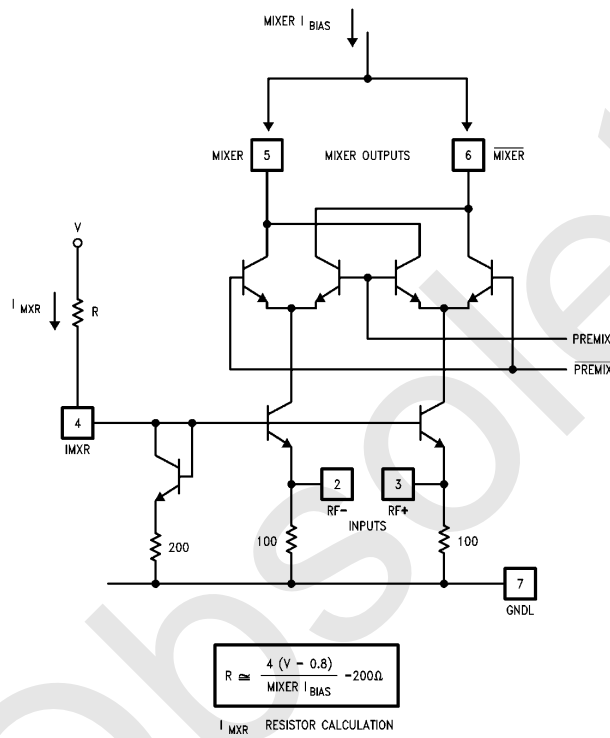 MIXER I BIAS
MIXER 5 MIXER OUTPUTS 6 MIXER
V
I MXR R
PREMIX
PREMIX
4
IMXR
2 3
RF- RF+
INPUTS
200 100 100
7
GNDL
R ≅ 4 (V - 0.8) / MIXER I BIAS -200Ω
I MXR RESISTOR CALCULATION
Obsolete